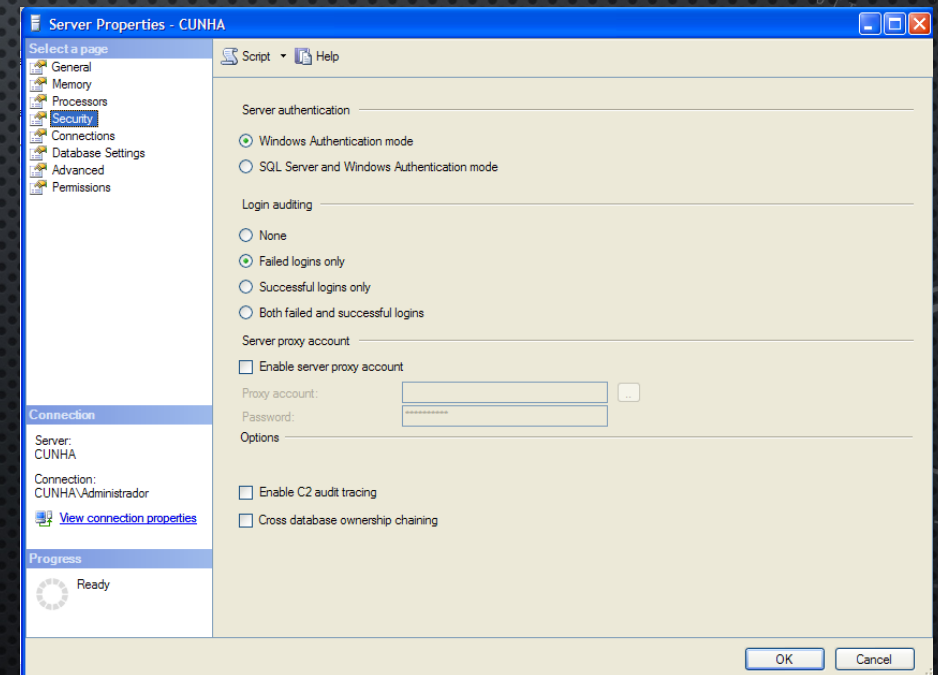 Server Properties - CUNHA
Select a page
General
Memory
Processors
Security
Connections
Database Settings
Advanced
Permissions
Connection
Server:
CUNHA
Connection:
CUNHA\Administrador
View connection properties
Progress
Ready
Script
Help
Server authentication
Windows Authentication mode
SQL Server and Windows Authentication mode
Login auditing
None
Failed logins only
Successful logins only
Both failed and successful logins
Server proxy account
Enable server proxy account
Proxy account:
...
Password:
**********
Options
Enable C2 audit tracing
Cross database ownership chaining
OK
Cancel